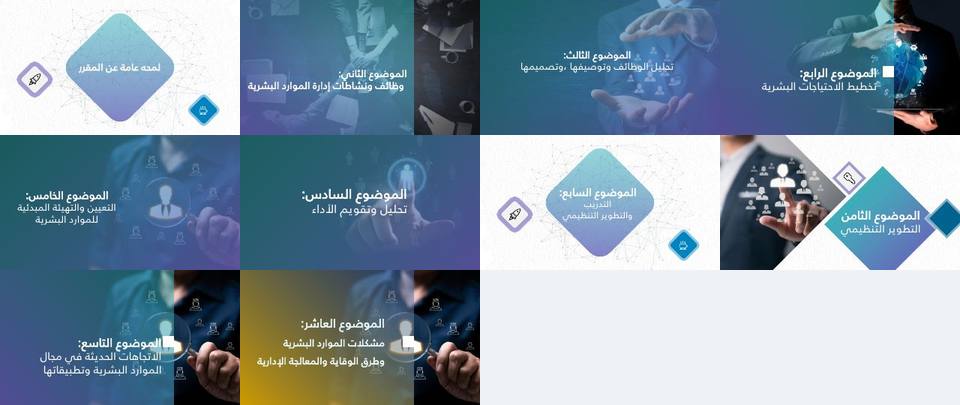 لمحه عامة عن المقرر
الموضوع الثاني:
وظائف ونشاطات إدارة الموارد البشرية
الموضوع الثالث:
تحليل الوظائف وتوصيفها ،وتصميمها
الموضوع الرابع:
تخطيط الاحتياجات البشرية
الموضوع الخامس:
التعيين والتهيئة المبدئية
للموارد البشرية
الموضوع السادس:
تحليل وتقويم الأداء
الموضوع السابع:
التدريب
والتطوير التنظيمي
الموضوع الثامن
التطوير التنظيمي
الموضوع التاسع:
الاتجاهات الحديثة في مجال
الموارد البشرية وتطبيقاتها
الموضوع العاشر:
مشكلات الموارد البشرية
وطرق الوقاية والمعالجة الإدارية